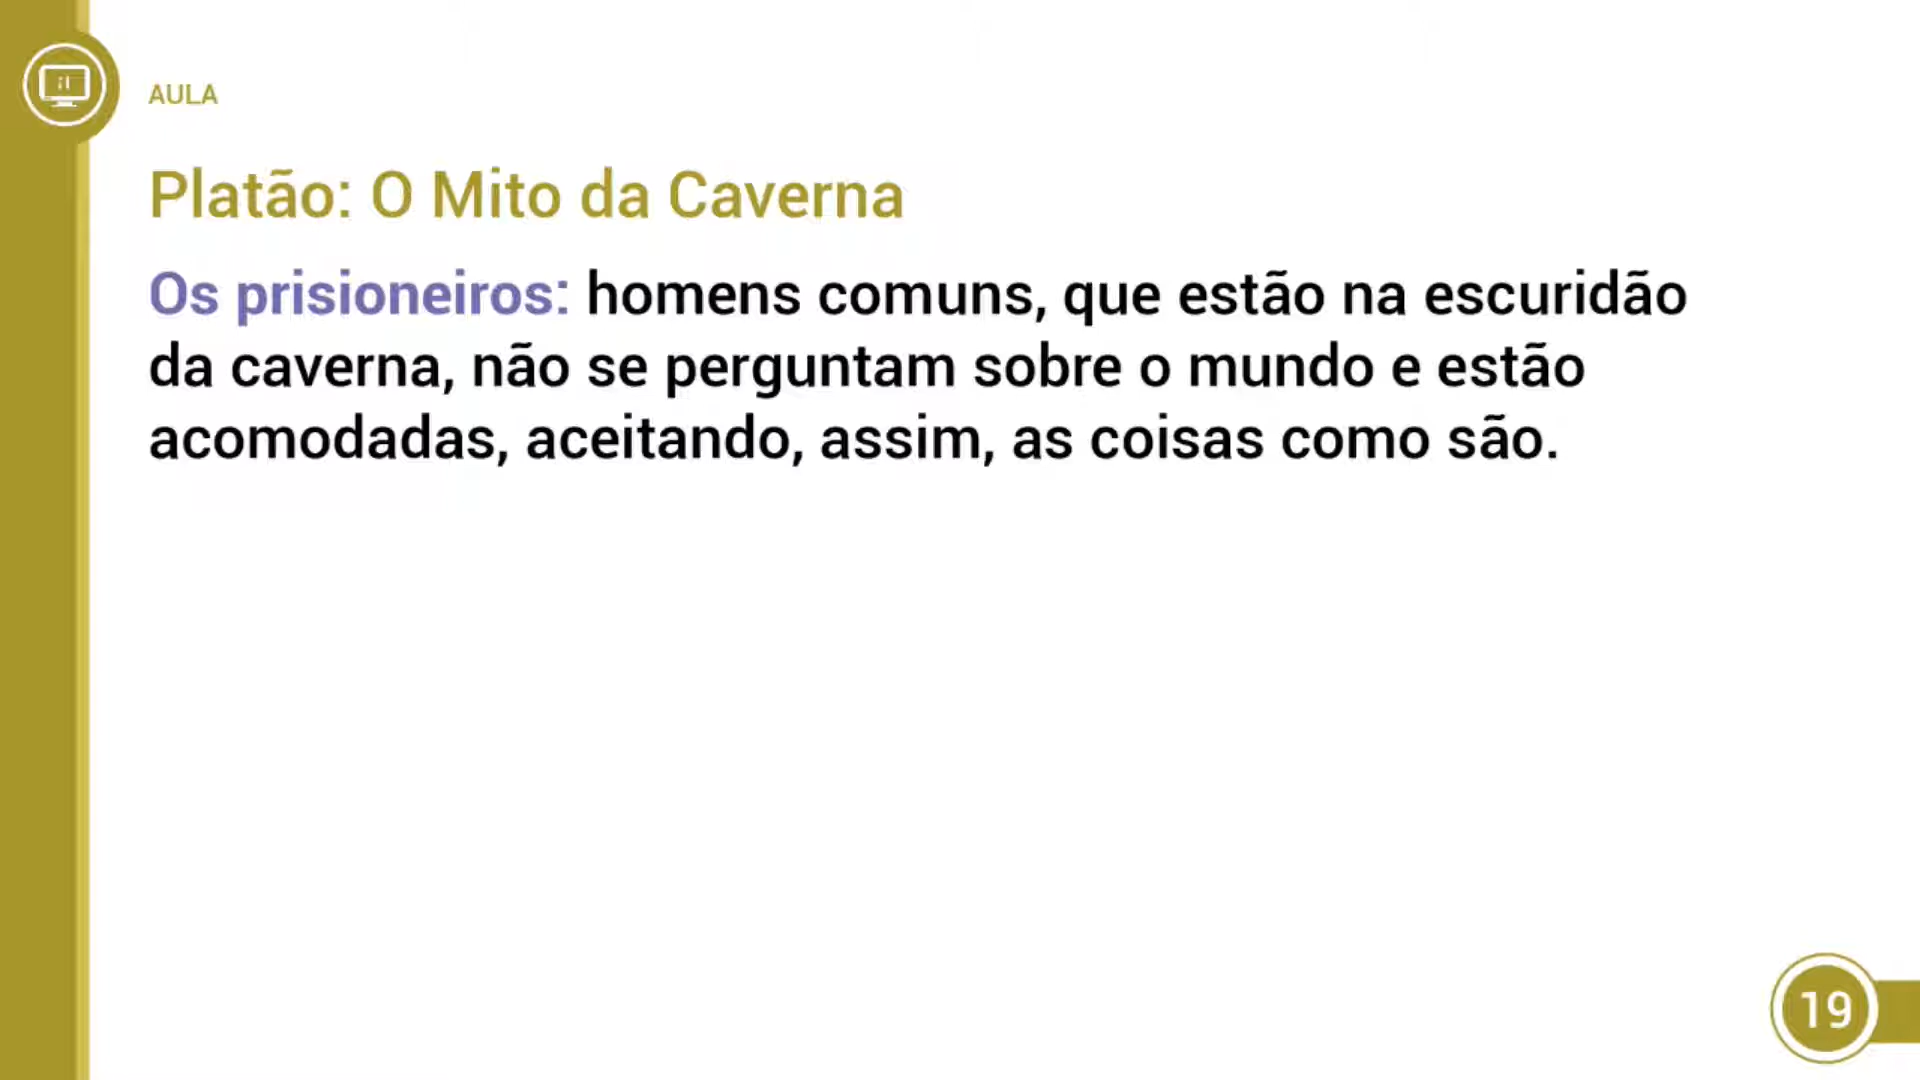 AULA
Platão: O Mito da Caverna
Os prisioneiros: homens comuns, que estão na escuridão
da caverna, não se perguntam sobre o mundo e estão
acomodadas, aceitando, assim, as coisas como são.
19